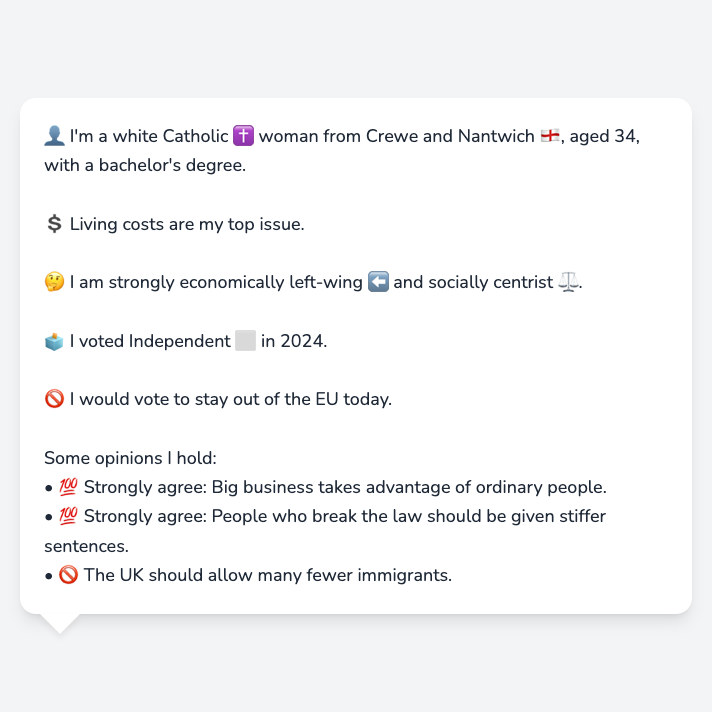 👤 I'm a white Catholic ✝️ woman from Crewe and Nantwich 🏴󠁧󠁢󠁥󠁮󠁧󠁿, aged 34,
with a bachelor's degree.
💲 Living costs are my top issue.
🤔 I am strongly economically left-wing ⬅️ and socially centrist ⚖️.
🗳️ I voted Independent ⬜ in 2024.
🚫 I would vote to stay out of the EU today.
Some opinions I hold:
• 💯 Strongly agree: Big business takes advantage of ordinary people.
• 💯 Strongly agree: People who break the law should be given stiffer
sentences.
• 🚫 The UK should allow many fewer immigrants.